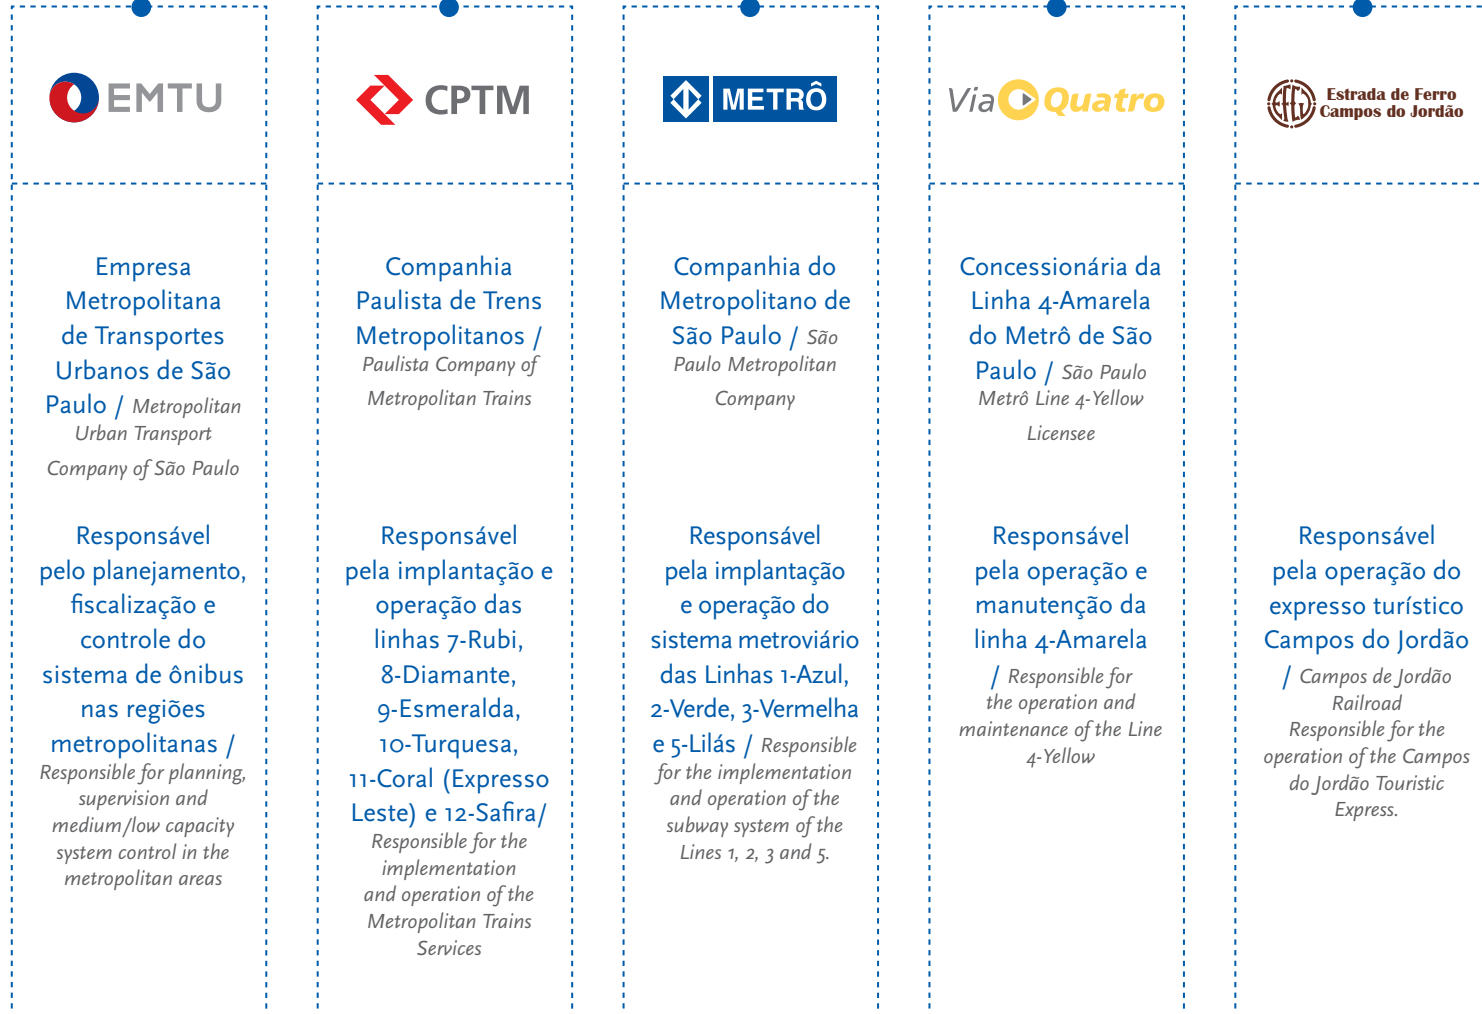 EMTU
Empresa
Metropolitana
de Transportes
Urbanos de São
Paulo / Metropolitan
Urban Transport
Company of São Paulo
Responsável
pelo planejamento,
fiscalização e
controle do
sistema de ônibus
nas regiões
metropolitanas /
Responsible for planning,
supervision and
medium/low capacity
system control in the
metropolitan areas
CPTM
Companhia
Paulista de Trens
Metropolitanos /
Paulista Company of
Metropolitan Trains
Responsável
pela implantação e
operação das
linhas 7-Rubi,
8-Diamante,
9-Esmeralda,
10-Turquesa,
11-Coral (Expresso
Leste) e 12-Safira/
Responsible for the
implementation
and operation of the
Metropolitan Trains
Services
METRÔ
Companhia do
Metropolitano de
São Paulo / São
Paulo Metropolitan
Company
Responsável
pela implantação
e operação do
sistema metroviário
das Linhas 1-Azul,
2-Verde, 3-Vermelha
e 5-Lilás / Responsible
for the implementation
and operation of the
subway system of the
Lines 1, 2, 3 and 5.
Via Quatro
Concessionária da
Linha 4-Amarela
do Metrô de São
Paulo / São Paulo
Metrô Line 4-Yellow
Licensee
Responsável
pela operação e
manutenção da
linha 4-Amarela
/ Responsible for
the operation and
maintenance of the Line
4-Yellow
EFCJ
Estrada de Ferro
Campos do Jordão
Responsável
pela operação do
expresso turístico
Campos do Jordão
/ Campos de Jordão
Railroad
Responsible for the
operation of the Campos
do Jordão Touristic
Express.